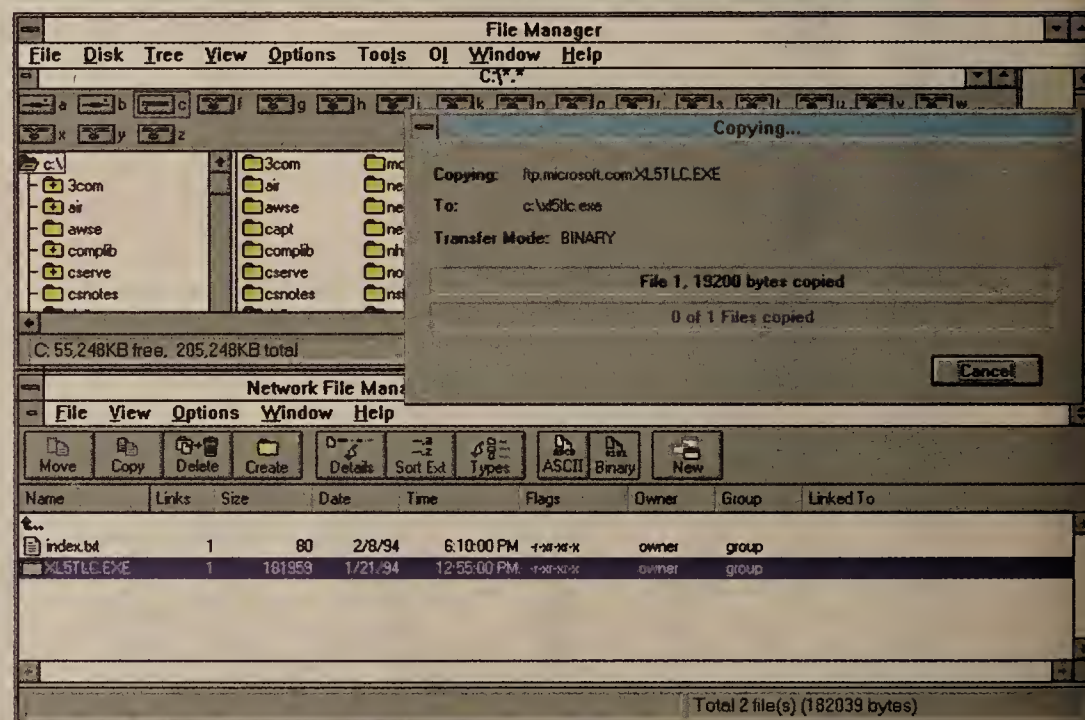 File Manager
File Disk Tree View Options Tools OI Window Help
C:\*.*
a b c f g h i k n p r s t u v w
x y z
c:\
3com
air
awse
complib
cserve
csnotes
3com
air
awse
capt
complib
cserve
csnotes
C: 55,248KB free, 205,248KB total
Copying...
Copying: ftp.microsoft.com:XL5TLC.EXE
To: c:\xl5tlc.exe
Transfer Mode: BINARY
File 1, 19200 bytes copied
0 of 1 Files copied
Cancel
Network File Mana
File View Options Window Help
Move Copy Delete Create Details Sort Ext Types ASCII Binary New
Name Links Size Date Time Flags Owner Group Linked To
index.txt 1 80 2/8/94 6:10:00 PM -r-xr-xr-x owner group
XL5TLC.EXE 1 181959 1/21/94 12:55:00 PM -r-xr-xr-x owner group
Total 2 file(s) (182039 bytes)